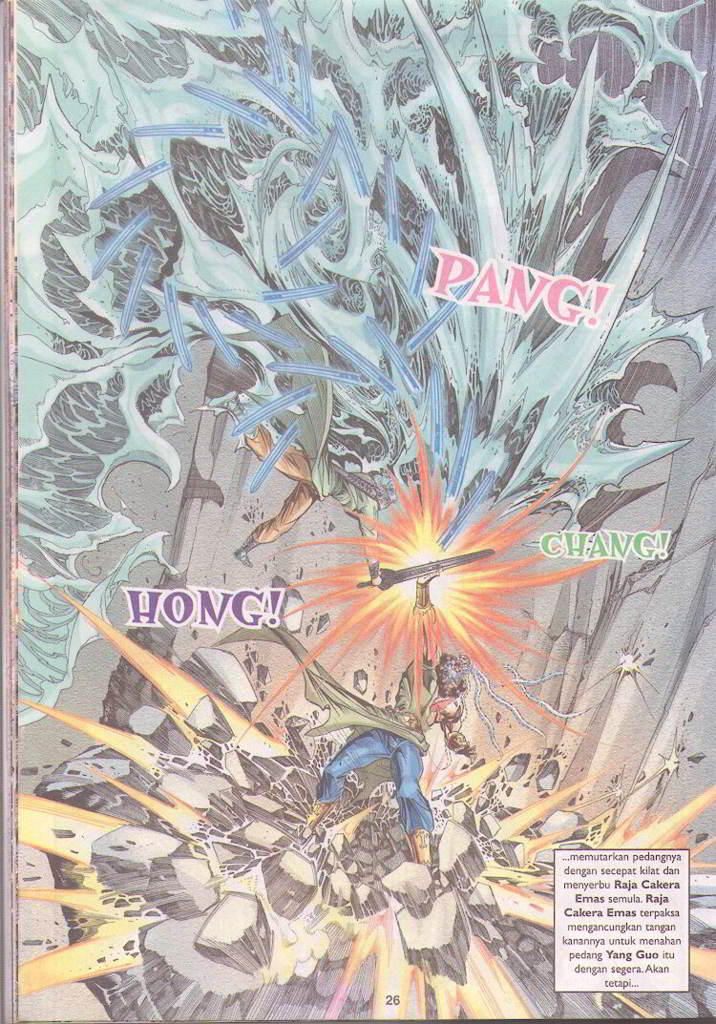 PANG!
CHANG!
HONG!
...memutarkan pedangnya
dengan secepat kilat dan
menyerbu Raja Cakera
Emas semula. Raja
Cakera Emas terpaksa
mengancungkan tangan
kanannya untuk menahan
pedang Yang Guo itu
dengan segera. Akan
tetapi...
26